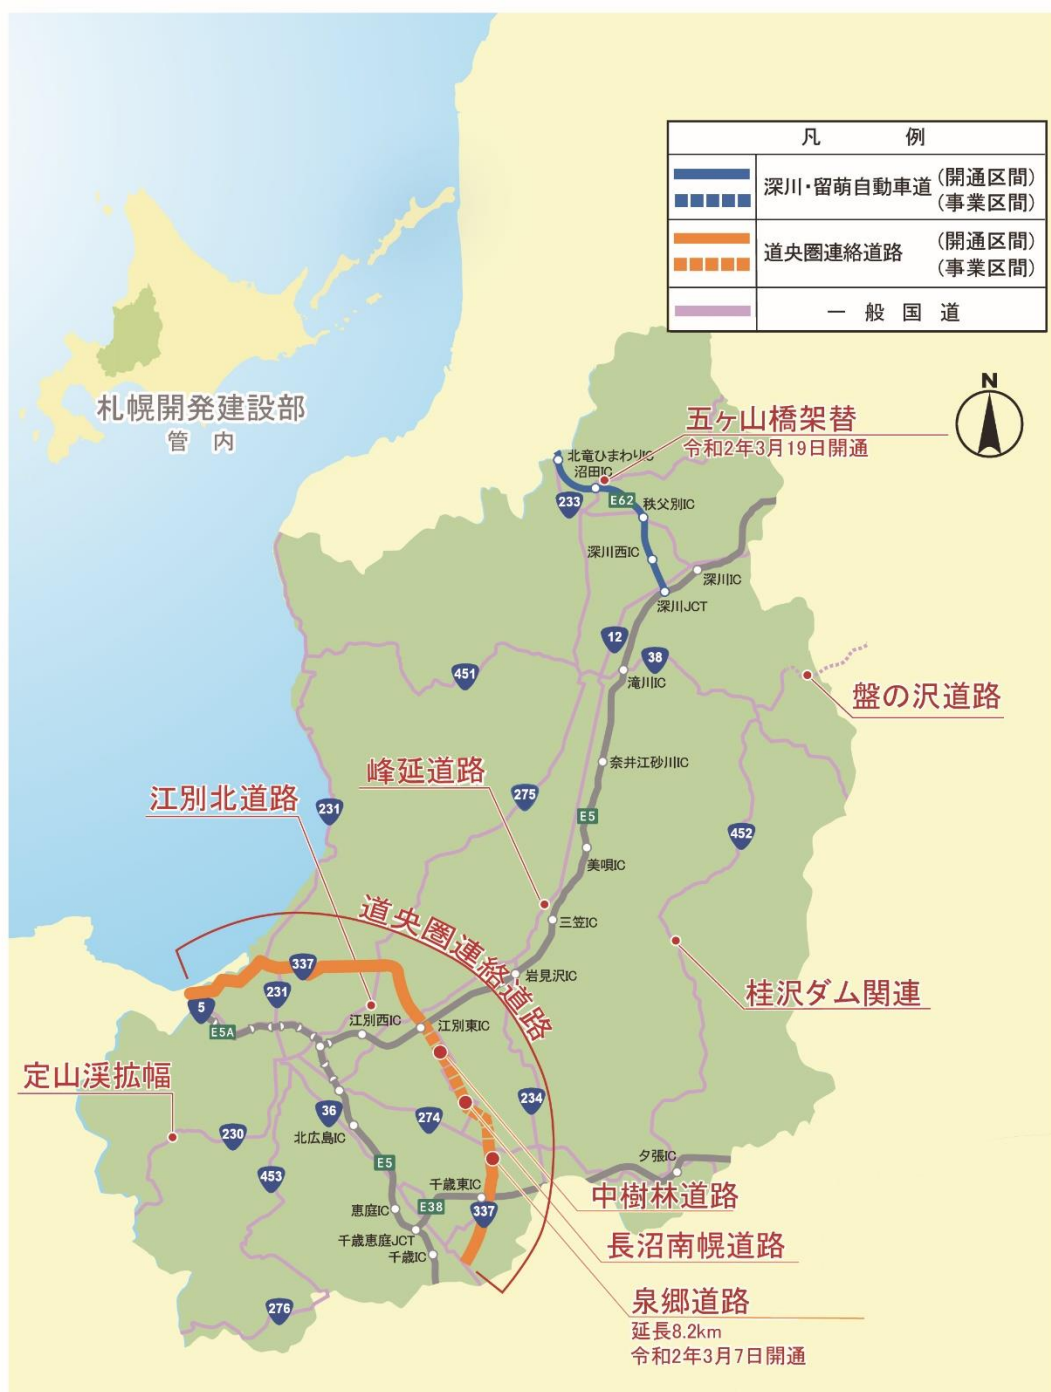 凡 例
深川・留萌自動車道 (開通区間)
(事業区間)
道央圏連絡道路 (開通区間)
(事業区間)
一般国道
札幌開発建設部
管内
N
五ヶ山橋架替
令和2年3月19日開通
北竜ひまわりIC
沼田IC
233
E62
秩父別IC
深川西IC
深川IC
深川JCT
12
38
451
滝川IC
盤の沢道路
奈井江砂川IC
峰延道路
江別北道路
275
231
E5
452
美唄IC
三笠IC
道央圏連絡道路
岩見沢IC
桂沢ダム関連
337
231
5
E5A
江別西IC
江別東IC
定山渓拡幅
36
274
234
230
北広島IC
453
E5
夕張IC
千歳東IC
中樹林道路
E38
恵庭IC
337
千歳恵庭JCT
千歳IC
長沼南幌道路
276
泉郷道路
延長8.2km
令和2年3月7日開通